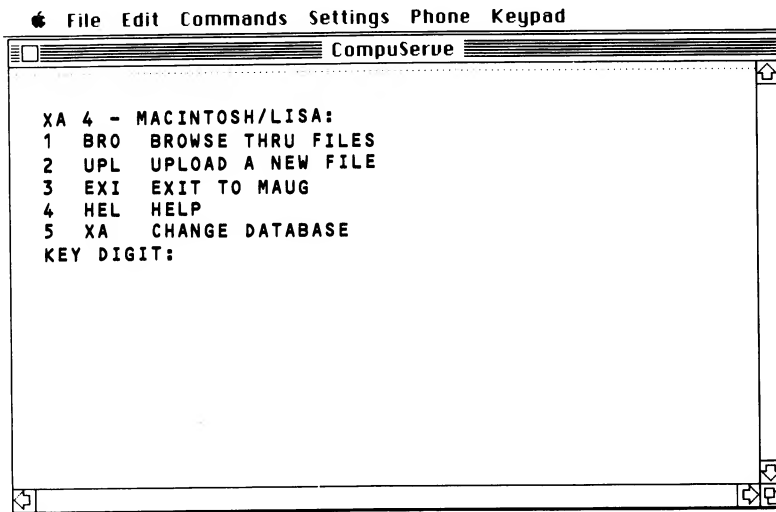 File Edit Commands Settings Phone Keypad
CompuServe
XA 4 - MACINTOSH/LISA:
1 BRO BROWSE THRU FILES
2 UPL UPLOAD A NEW FILE
3 EXI EXIT TO MAUG
4 HEL HELP
5 XA CHANGE DATABASE
KEY DIGIT: